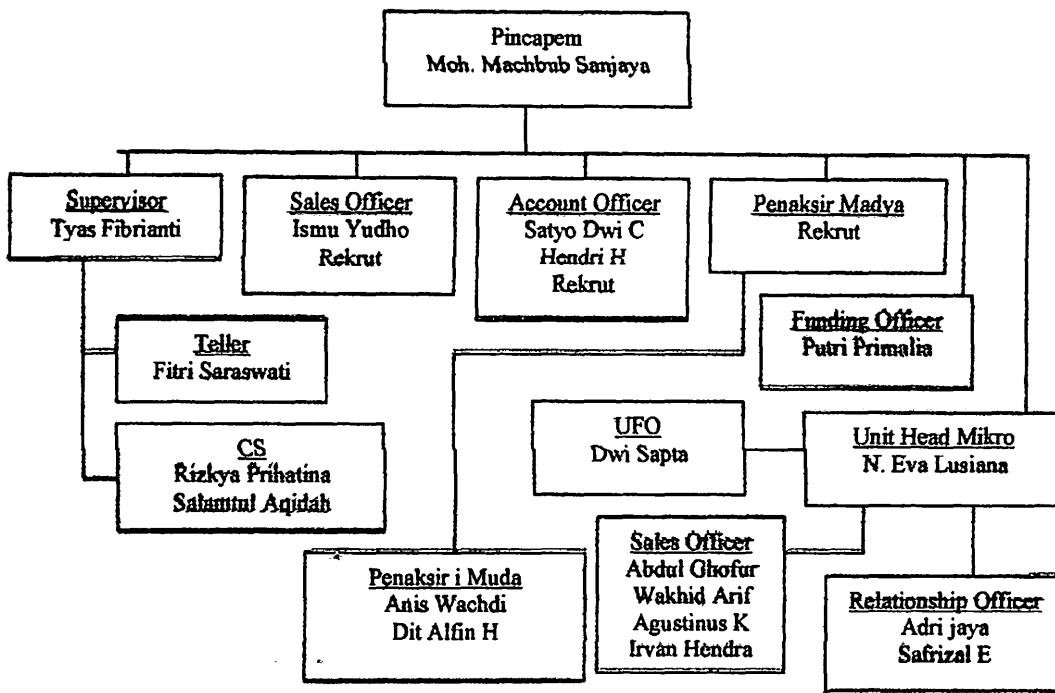 Pincapem
Moh. Machbub Sanjaya
Supervisor
Tyas Fibrianti
Sales Officer
Ismu Yudho
Rekrut
Account Officer
Satyo Dwi C
Hendri H
Rekrut
Penaksir Madya
Rekrut
Funding Officer
Putri Primalia
Teller
Fitri Saraswati
UFO
Dwi Sapta
Unit Head Mikro
N. Eva Lusiana
CS
Rizkya Prihatina
Salamtul Aqidah
Penaksir i Muda
Anis Wachdi
Dit Alfin H
Sales Officer
Abdul Ghofur
Wakhid Arif
Agustinus K
Irvan Hendra
Relationship Officer
Adri jaya
Safrizal E